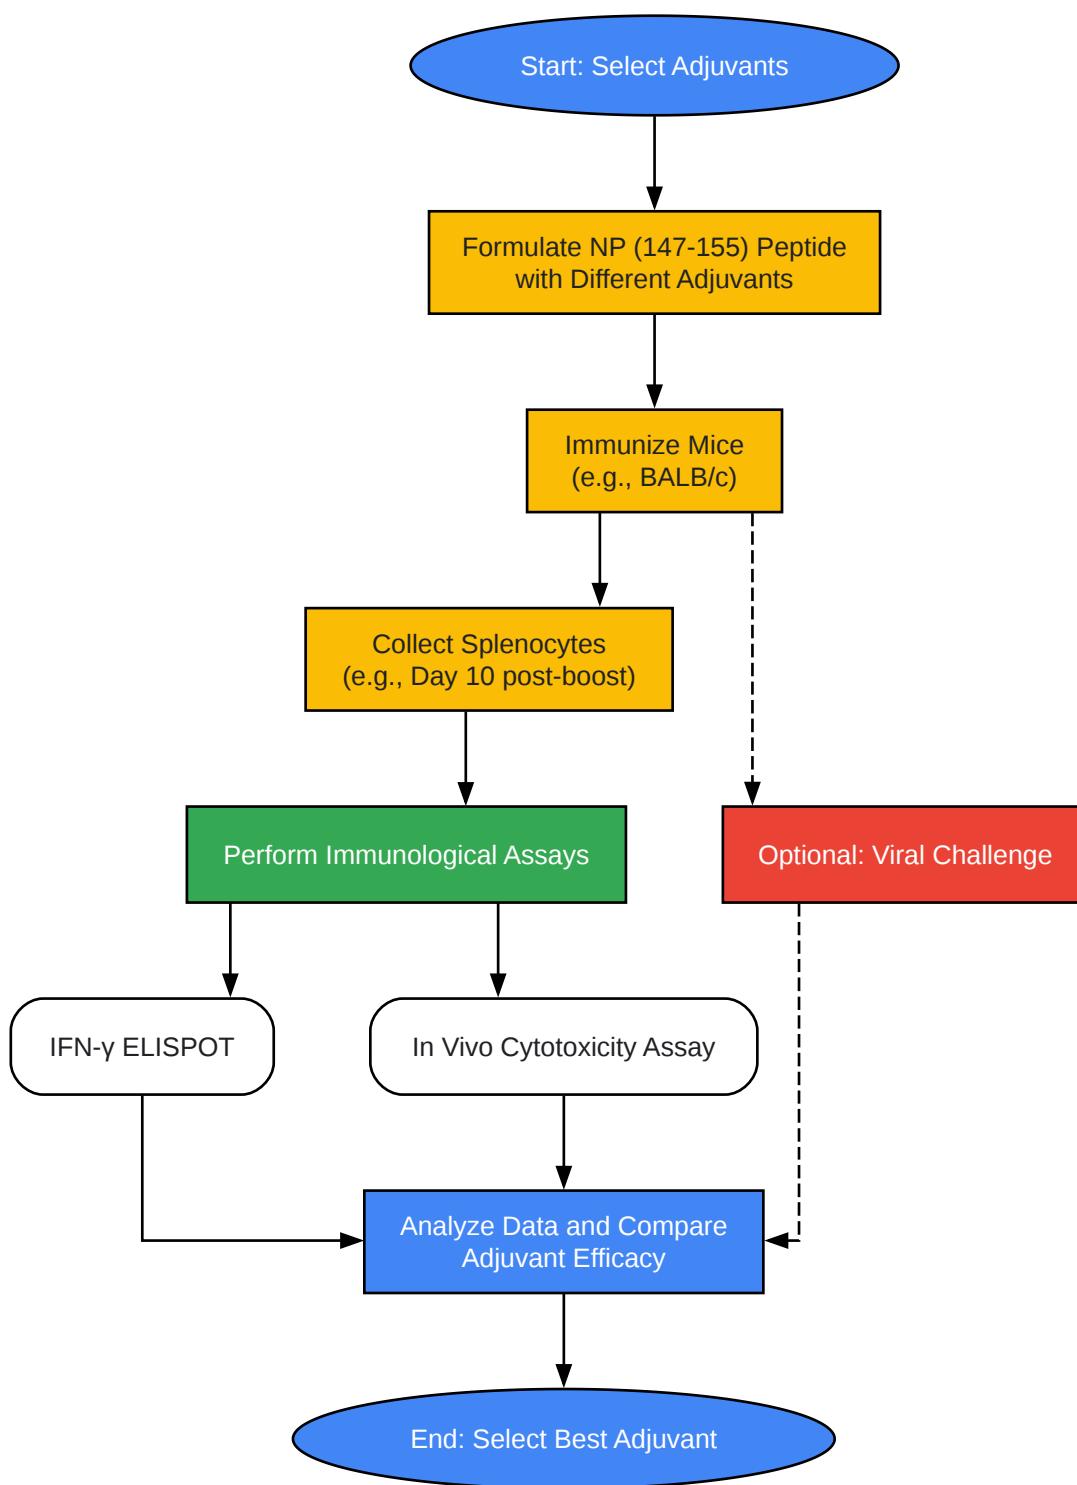 Start: Select Adjuvants
Formulate NP (147-155) Peptide
with Different Adjuvants
Immunize Mice
(e.g., BALB/c)
Collect Splenocytes
(e.g., Day 10 post-boost)
Perform Immunological Assays
Optional: Viral Challenge
IFN-γ ELISPOT
In Vivo Cytotoxicity Assay
Analyze Data and Compare
Adjuvant Efficacy
End: Select Best Adjuvant